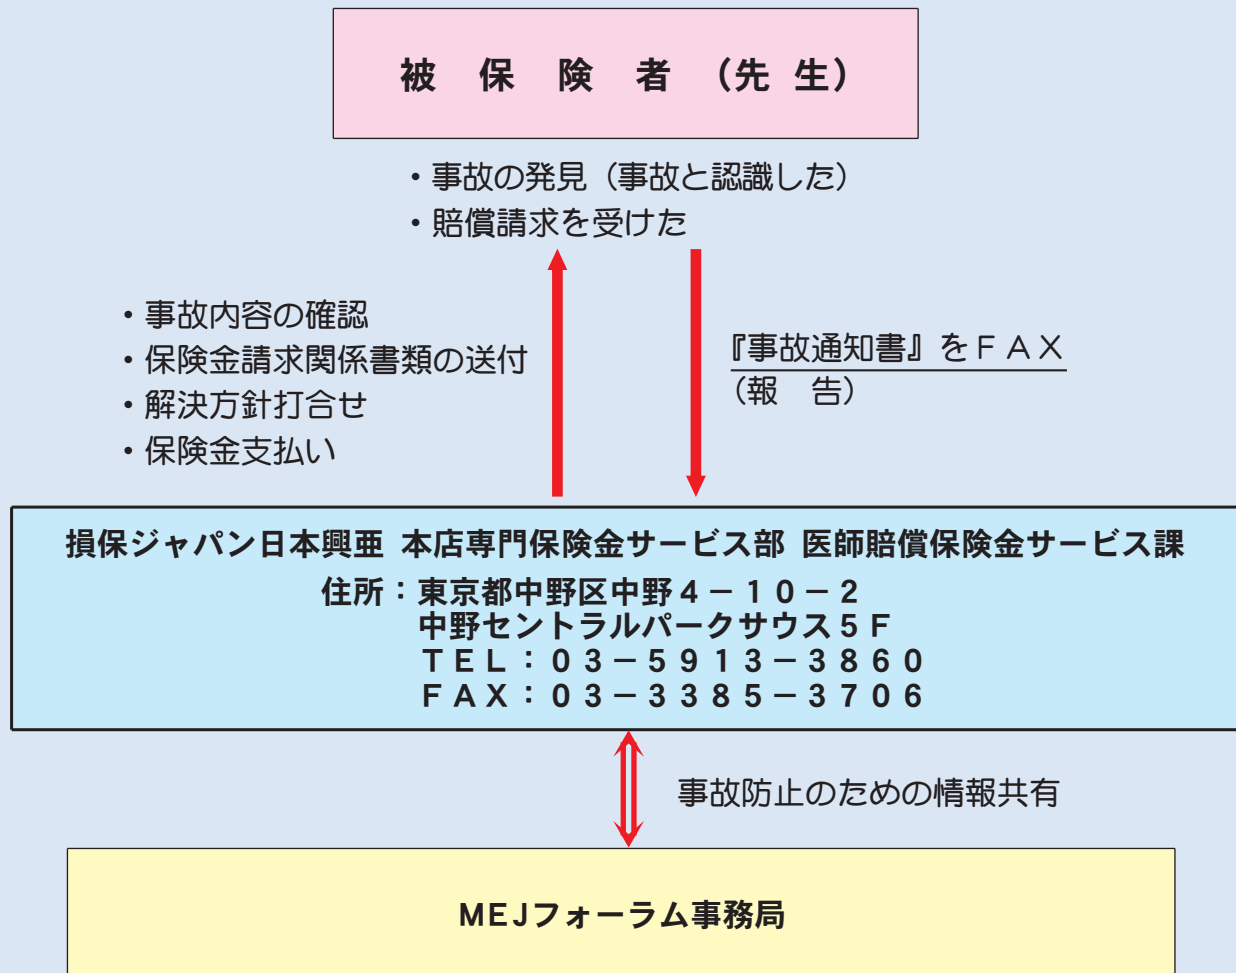 被 保 険 者 (先 生)
・事故の発見（事故と認識した）
・賠償請求を受けた
・事故内容の確認
・保険金請求関係書類の送付
・解決方針打合せ
・保険金支払い
『事故通知書』をＦＡＸ
（報 告）
損保ジャパン日本興亜 本店専門保険金サービス部 医師賠償保険金サービス課
住所：東京都中野区中野４－１０－２
中野セントラルパークサウス５Ｆ
ＴＥＬ：０３－５９１３－３８６０
ＦＡＸ：０３－３３８５－３７０６
事故防止のための情報共有
MEJフォーラム事務局